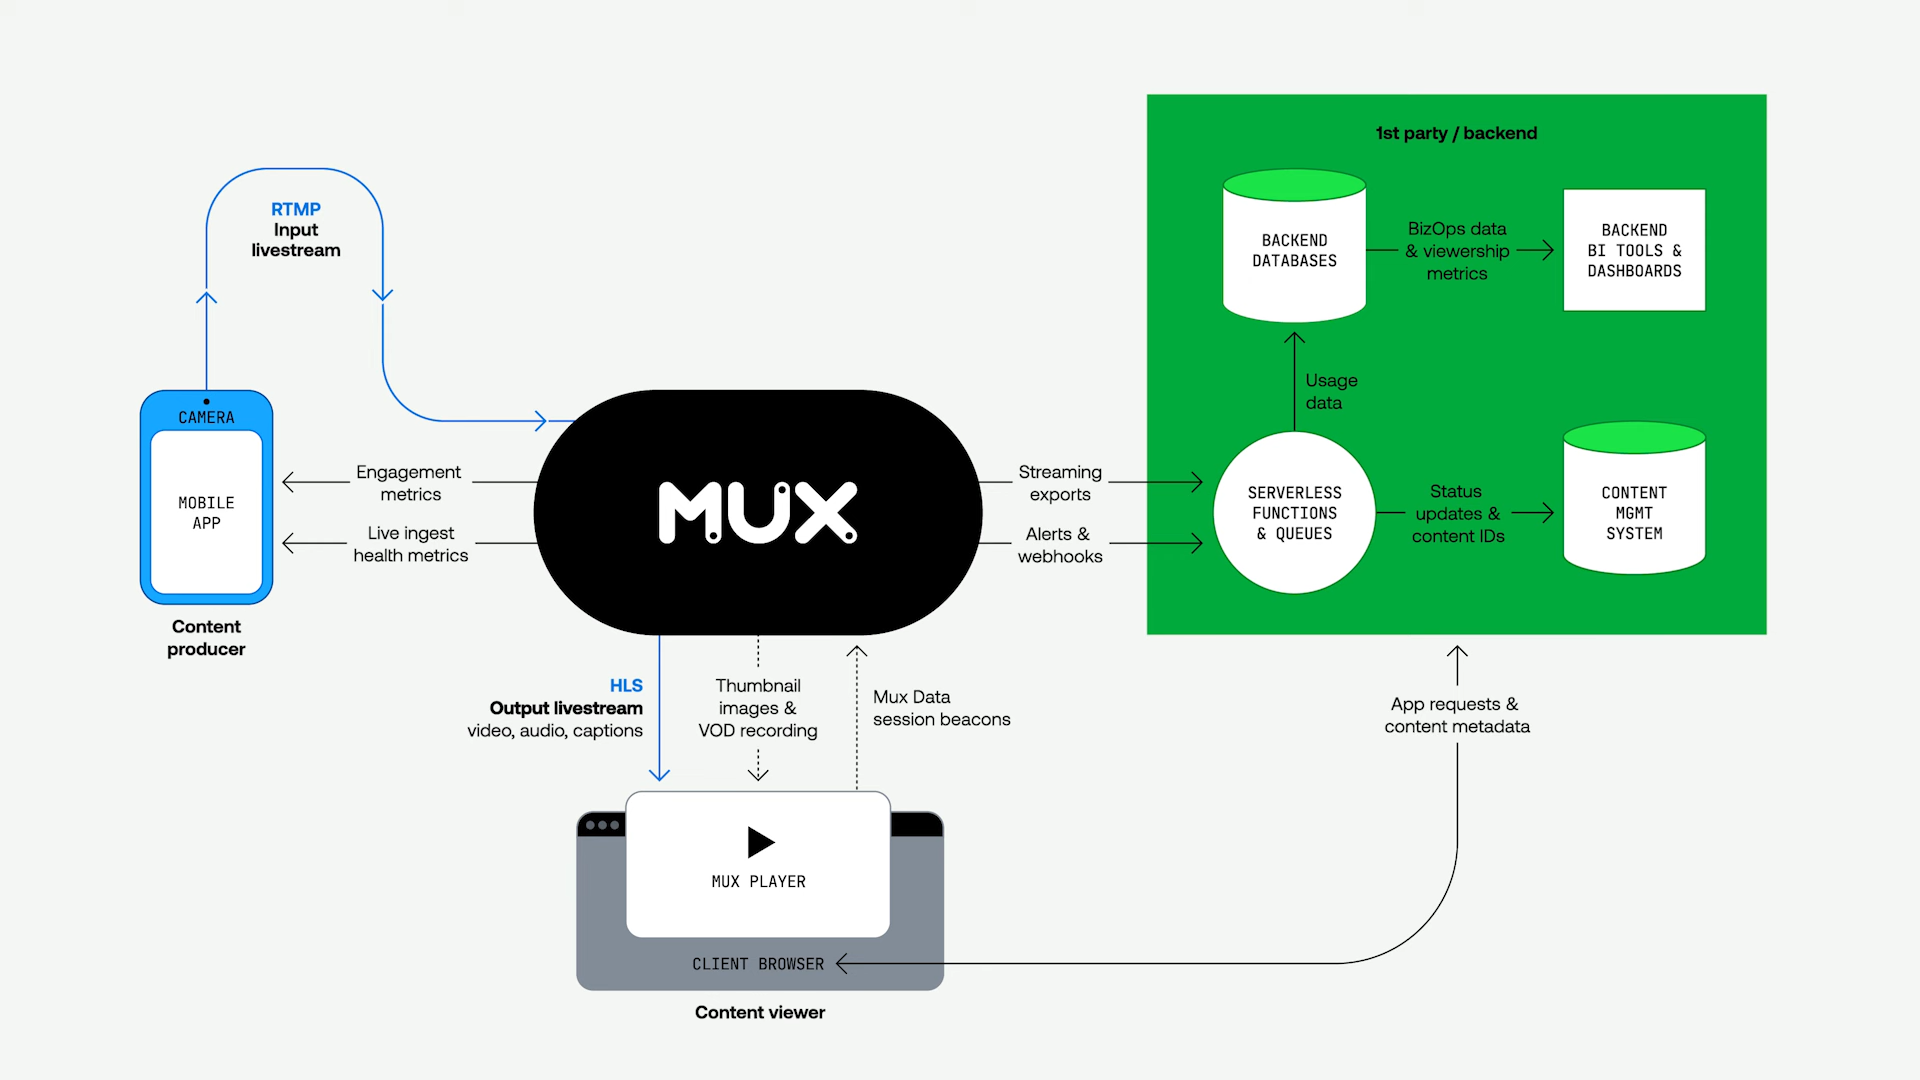 1st party / backend
RTMP
Input
livestream
BACKEND
DATABASES
BizOps data
& viewership
metrics
BACKEND
BI TOOLS &
DASHBOARDS
Usage
data
CAMERA
MOBILE
APP
Content
producer
Engagement
metrics
Live ingest
health metrics
MUX
Streaming
exports
Alerts &
webhooks
SERVERLESS
FUNCTIONS
& QUEUES
Status
updates &
content IDs
CONTENT
MGMT
SYSTEM
HLS
Output livestream
video, audio, captions
Thumbnail
images &
VOD recording
Mux Data
session beacons
App requests &
content metadata
MUX PLAYER
CLIENT BROWSER
Content viewer